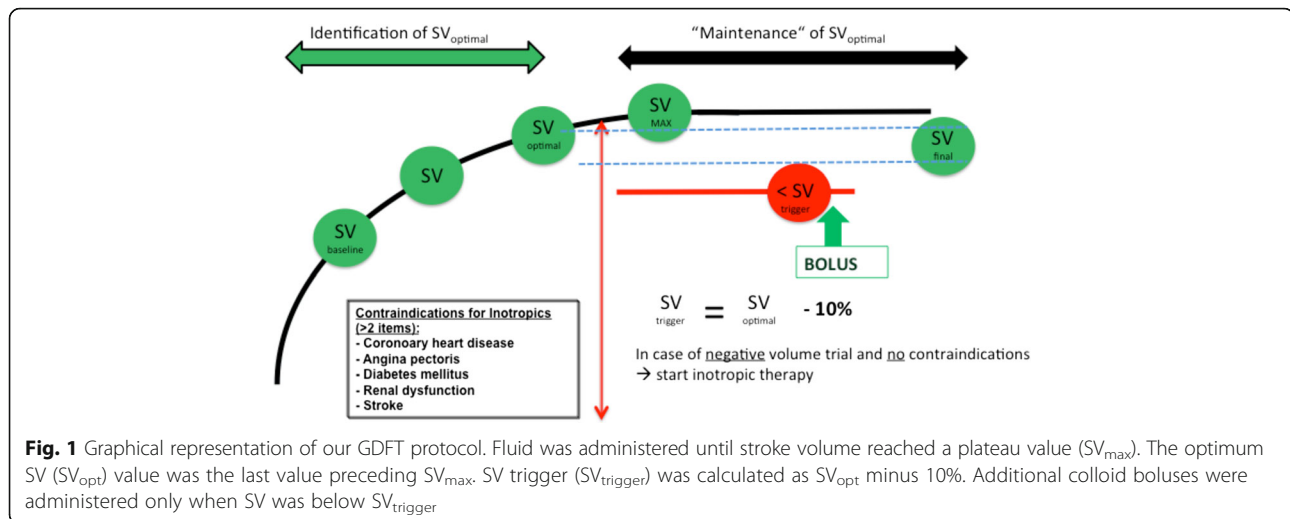 Identification of SVoptimal
"Maintenance" of SVoptimal
SV
MAX
SV
optimal
SV
final
SV
< SV
trigger
SV
baseline
BOLUS
SV
trigger
=
SV
optimal
- 10%
Contraindications for Inotropics
(>2 items):
- Coronoary heart disease
- Angina pectoris
- Diabetes mellitus
- Renal dysfunction
- Stroke
In case of negative volume trial and no contraindications
→ start inotropic therapy
Fig. 1 Graphical representation of our GDFT protocol. Fluid was administered until stroke volume reached a plateau value (SVmax). The optimum
SV (SVopt) value was the last value preceding SVmax. SV trigger (SVtrigger) was calculated as SVopt minus 10%. Additional colloid boluses were
administered only when SV was below SVtrigger